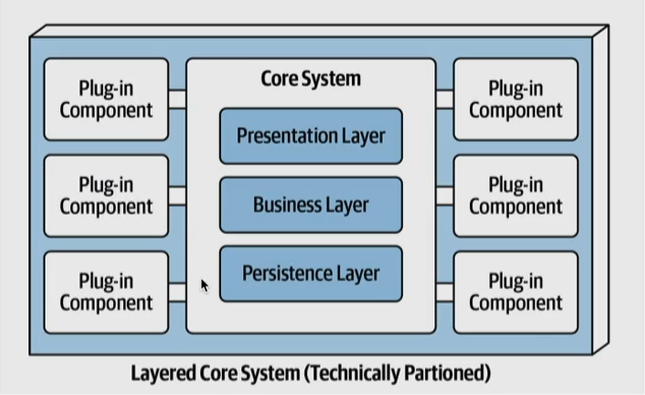 Core System
Plug-in
Component
Plug-in
Component
Presentation Layer
Plug-in
Component
Business Layer
Plug-in
Component
Plug-in
Component
Persistence Layer
Plug-in
Component
Layered Core System (Technically Partioned)